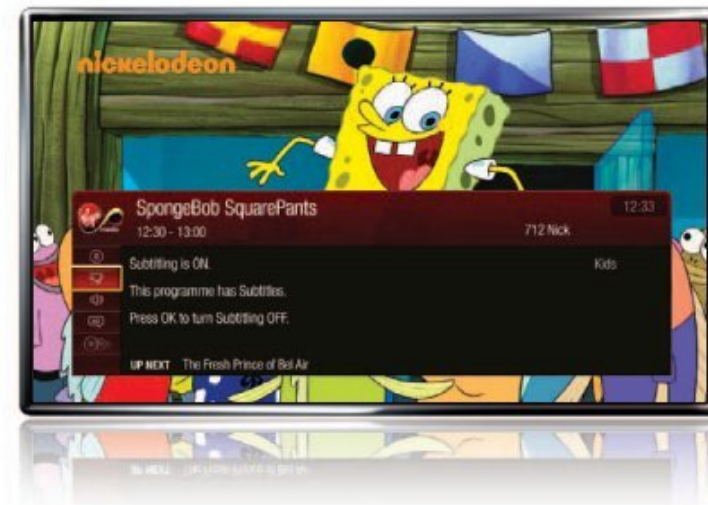 nickelodeon
SpongeBob SquarePants
12:33
12:30 - 13:00
712 Nick
Subtitling is ON.
Kids
This programme has Subtitles.
Press OK to turn Subtitling OFF.
UP NEXT The Fresh Prince of Bel Air